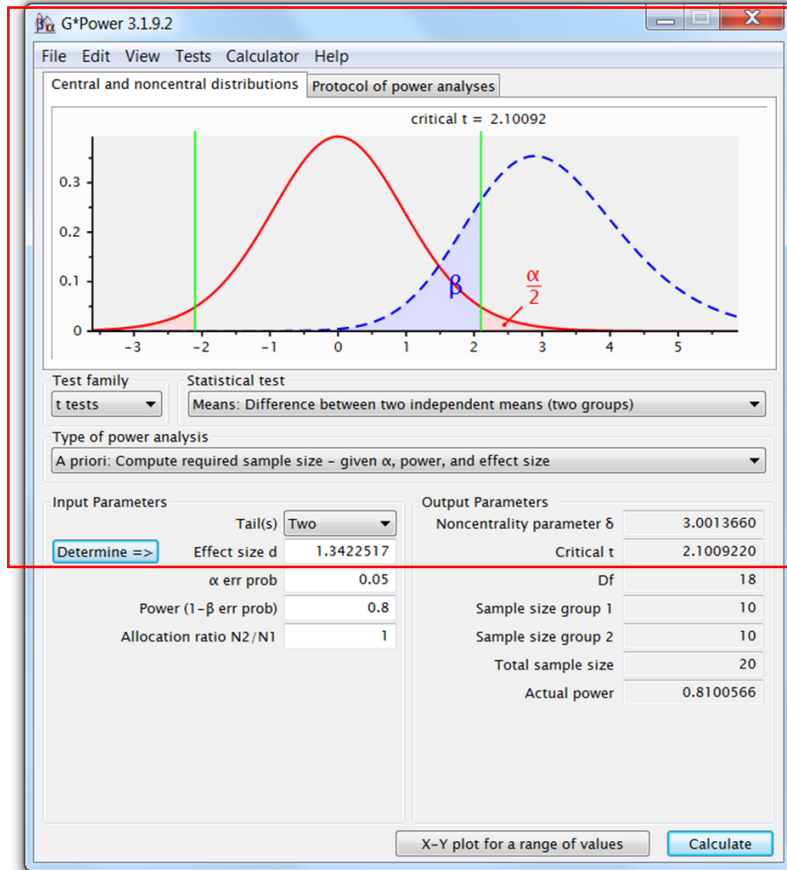 G*Power 3.1.9.2
File Edit View Tests Calculator Help
Central and noncentral distributions Protocol of power analyses
critical t = 2.10092
0.3
0.2
0.1
0
β
α
2
-3 -2 -1 0 1 2 3 4 5
Test family Statistical test
t tests Means: Difference between two independent means (two groups)
Type of power analysis
A priori: Compute required sample size – given α, power, and effect size
Input Parameters Output Parameters
Tail(s) Two Noncentrality parameter δ 3.0013660
Determine => Effect size d 1.3422517 Critical t 2.1009220
α err prob 0.05 Df 18
Power (1-β err prob) 0.8 Sample size group 1 10
Allocation ratio N2/N1 1 Sample size group 2 10
Total sample size 20
Actual power 0.8100566
X-Y plot for a range of values Calculate